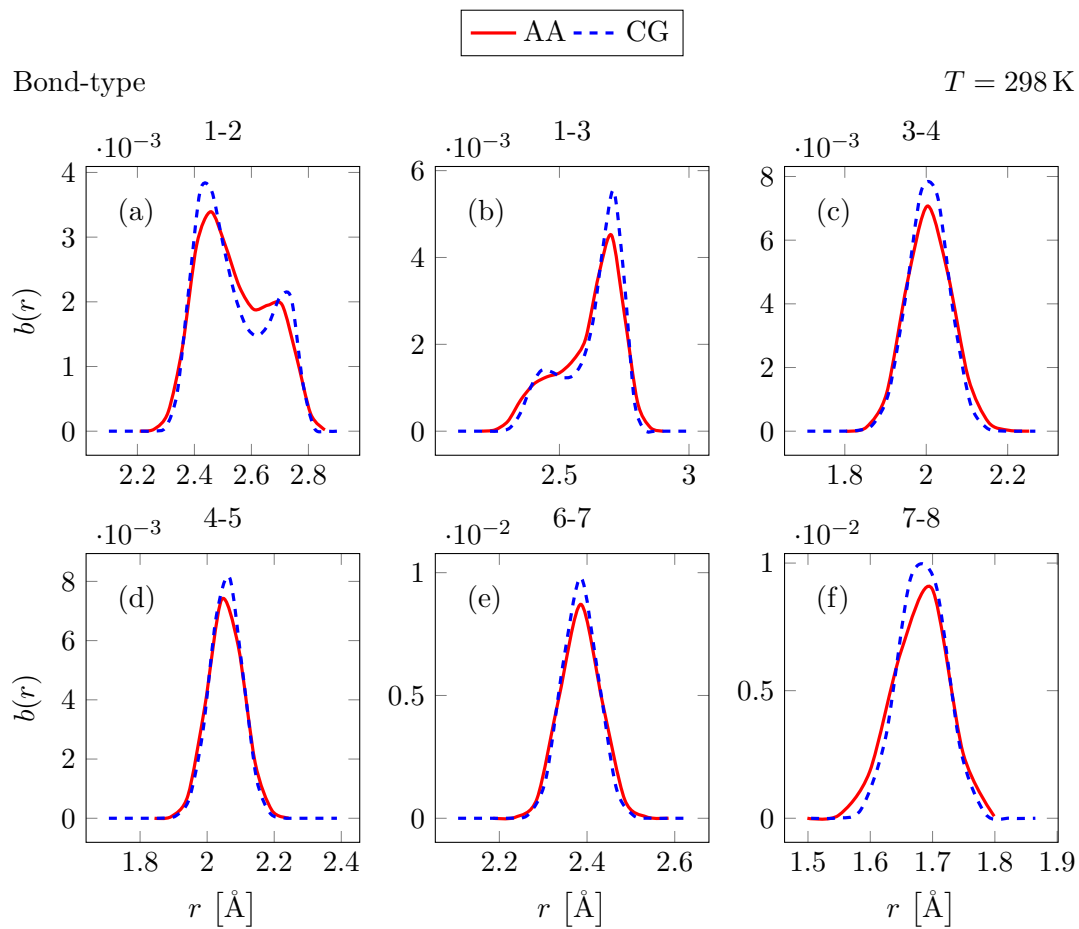 AA CG
Bond-type T = 298 K
·10⁻³ 1-2 ·10⁻³ 1-3 ·10⁻³ 3-4
(a) (b) (c)
b(r)
4
3
2
1
0
2.2 2.4 2.6 2.8
6
4
2
0
2.6 3
8
6
4
2
0
1.8 2 2.2
·10⁻³ 4-5 ·10⁻² 6-7 ·10⁻² 7-8
(d) (e) (f)
b(r)
8
6
4
2
0
1.8 2 2.2 2.4
1
0.5
0
2.2 2.4 2.6
1
0.5
0
1.5 1.6 1.7 1.8 1.9
r [Å] r [Å] r [Å]